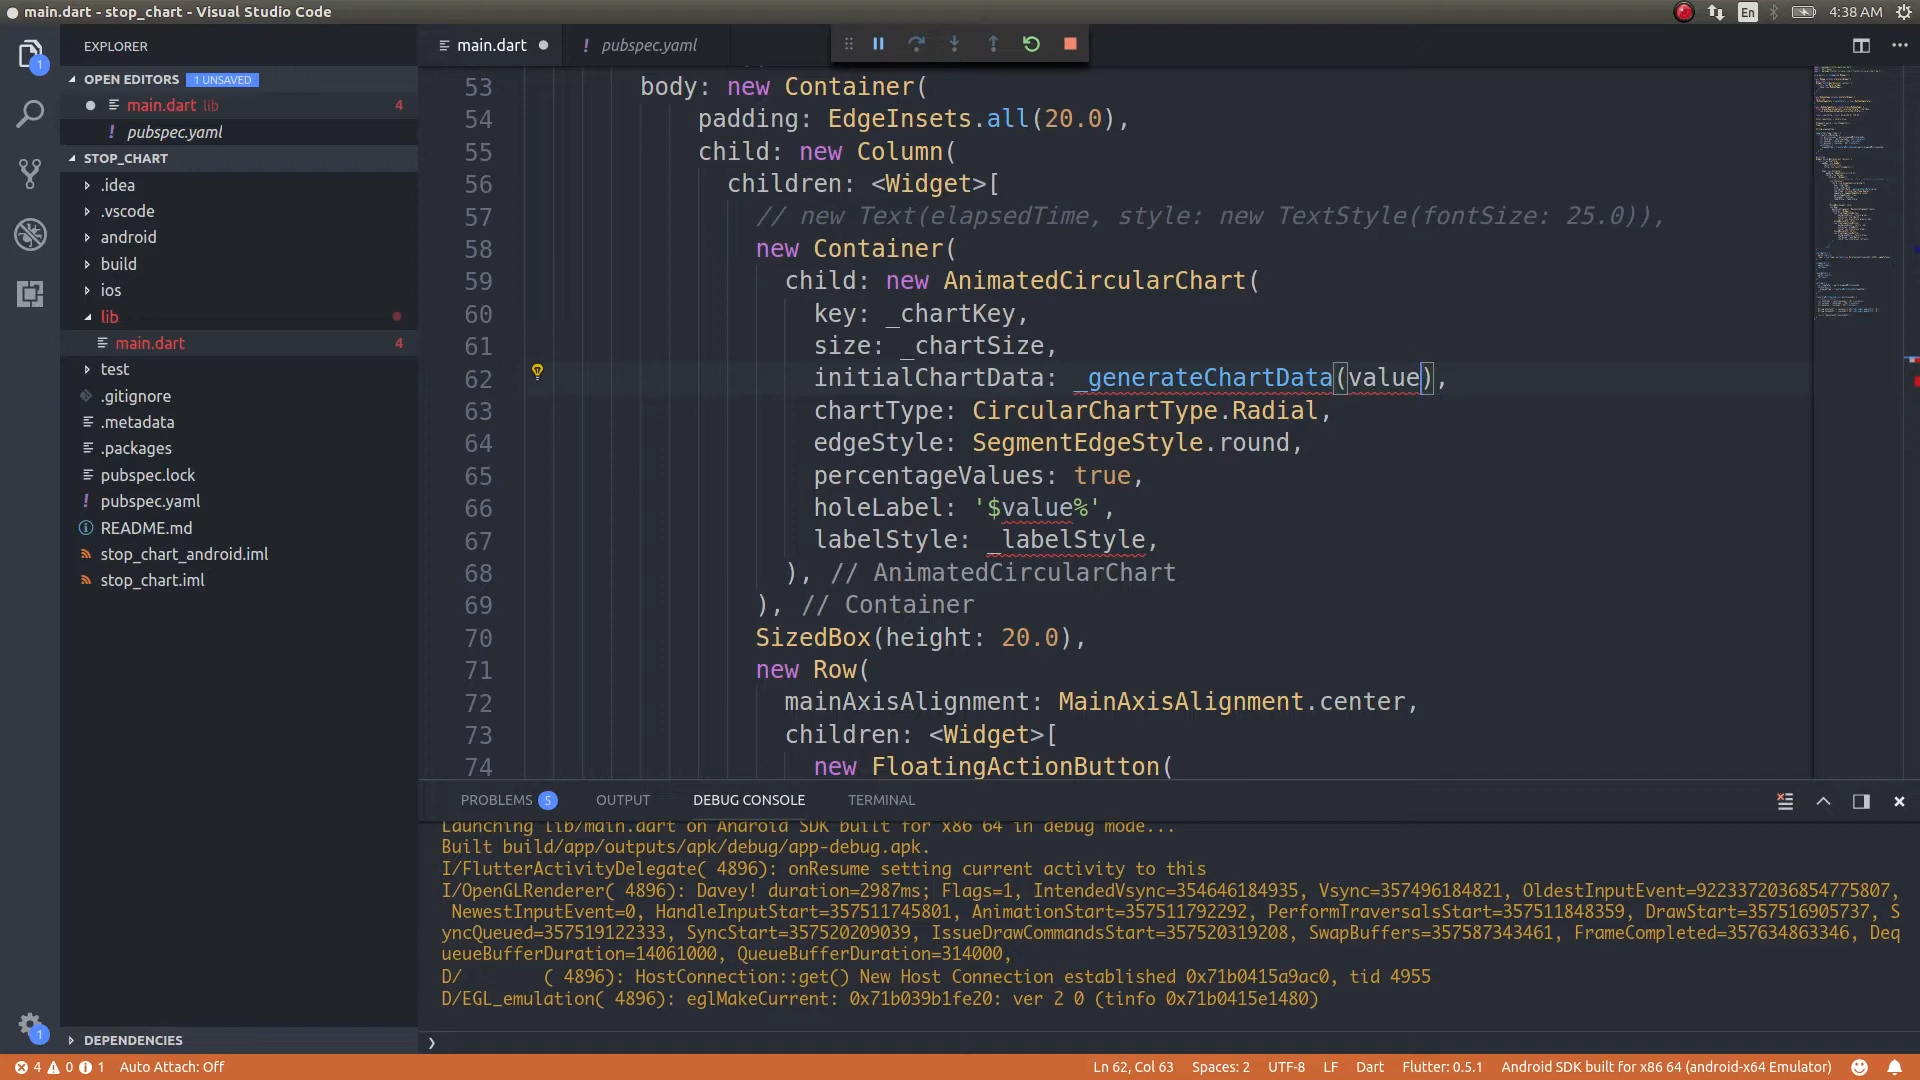 main.dart - stop_chart - Visual Studio Code
En
4:38 AM
EXPLORER
OPEN EDITORS 1 UNSAVED
main.dart lib 4
! pubspec.yaml
STOP_CHART
.idea
.vscode
android
build
ios
lib
main.dart 4
test
.gitignore
.metadata
.packages
pubspec.lock
! pubspec.yaml
README.md
stop_chart_android.iml
stop_chart.iml
DEPENDENCIES
1
1
main.dart
! pubspec.yaml
53 body: new Container(
54 padding: EdgeInsets.all(20.0),
55 child: new Column(
56 children: <Widget>[
57 // new Text(elapsedTime, style: new TextStyle(fontSize: 25.0)),
58 new Container(
59 child: new AnimatedCircularChart(
60 key: _chartKey,
61 size: _chartSize,
62 initialChartData: _generateChartData(value),
63 chartType: CircularChartType.Radial,
64 edgeStyle: SegmentEdgeStyle.round,
65 percentageValues: true,
66 holeLabel: '$value%',
67 labelStyle: _labelStyle,
68 ), // AnimatedCircularChart
69 ), // Container
70 SizedBox(height: 20.0),
71 new Row(
72 mainAxisAlignment: MainAxisAlignment.center,
73 children: <Widget>[
74 new FloatingActionButton(
PROBLEMS 5 OUTPUT DEBUG CONSOLE TERMINAL
Launching lib/main.dart on Android SDK built for x86 64 in debug mode...
Built build/app/outputs/apk/debug/app-debug.apk.
I/FlutterActivityDelegate( 4896): onResume setting current activity to this
I/OpenGLRenderer( 4896): Davey! duration=2987ms; Flags=1, IntendedVsync=354646184935, Vsync=357496184821, OldestInputEvent=9223372036854775807,
NewestInputEvent=0, HandleInputStart=357511745801, AnimationStart=357511792292, PerformTraversalsStart=357511848359, DrawStart=357516905737, S
yncQueued=357519122333, SyncStart=357520209039, IssueDrawCommandsStart=357520319208, SwapBuffers=357587343461, FrameCompleted=357634863346, Deq
ueueBufferDuration=14061000, QueueBufferDuration=314000,
D/ ( 4896): HostConnection::get() New Host Connection established 0x71b0415a9ac0, tid 4955
D/EGL_emulation( 4896): eglMakeCurrent: 0x71b039b1fe20: ver 2 0 (tinfo 0x71b0415e1480)
4 0 1 Auto Attach: Off
Ln 62, Col 63 Spaces: 2 UTF-8 LF Dart Flutter: 0.5.1 Android SDK built for x86 64 (android-x64 Emulator)